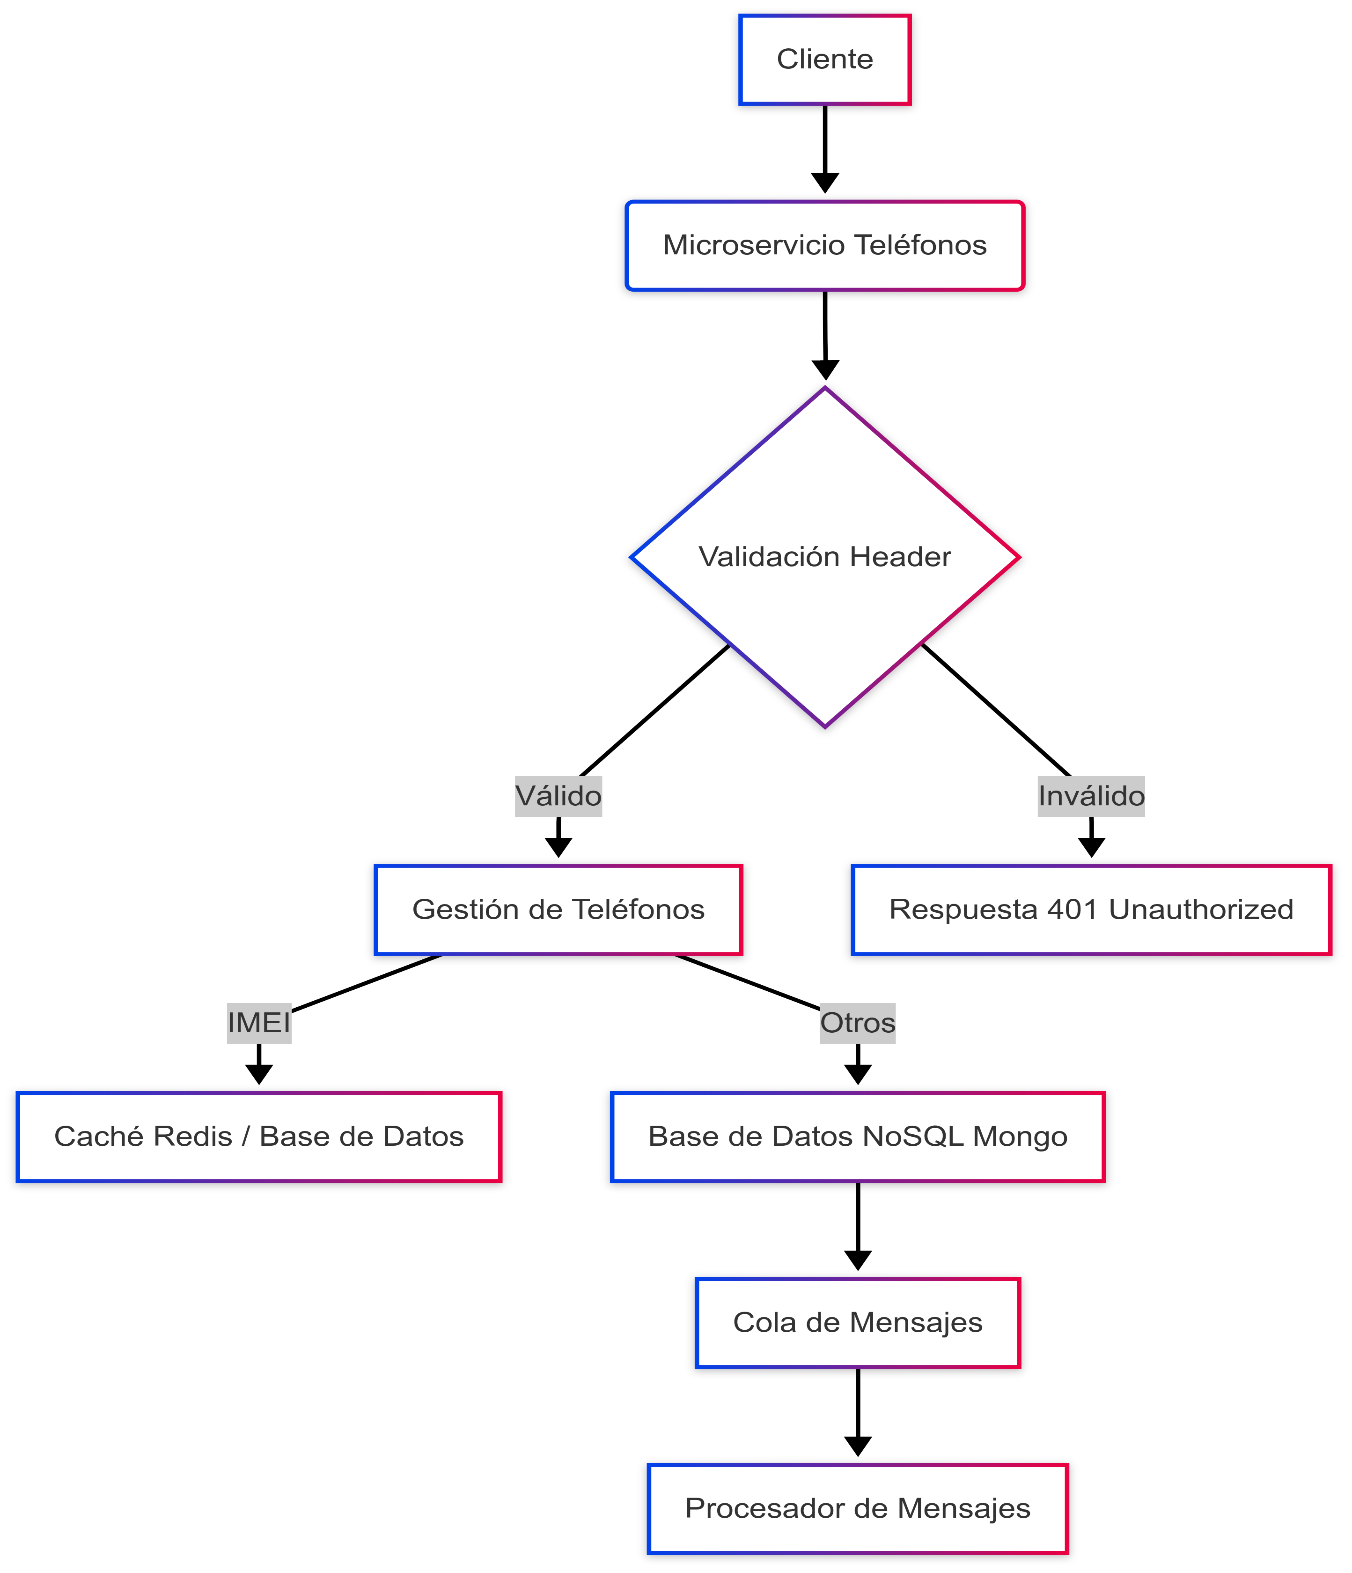 Cliente
Microservicio Teléfonos
Validación Header
Válido
Inválido
Gestión de Teléfonos
Respuesta 401 Unauthorized
IMEI
Otros
Caché Redis / Base de Datos
Base de Datos NoSQL Mongo
Cola de Mensajes
Procesador de Mensajes